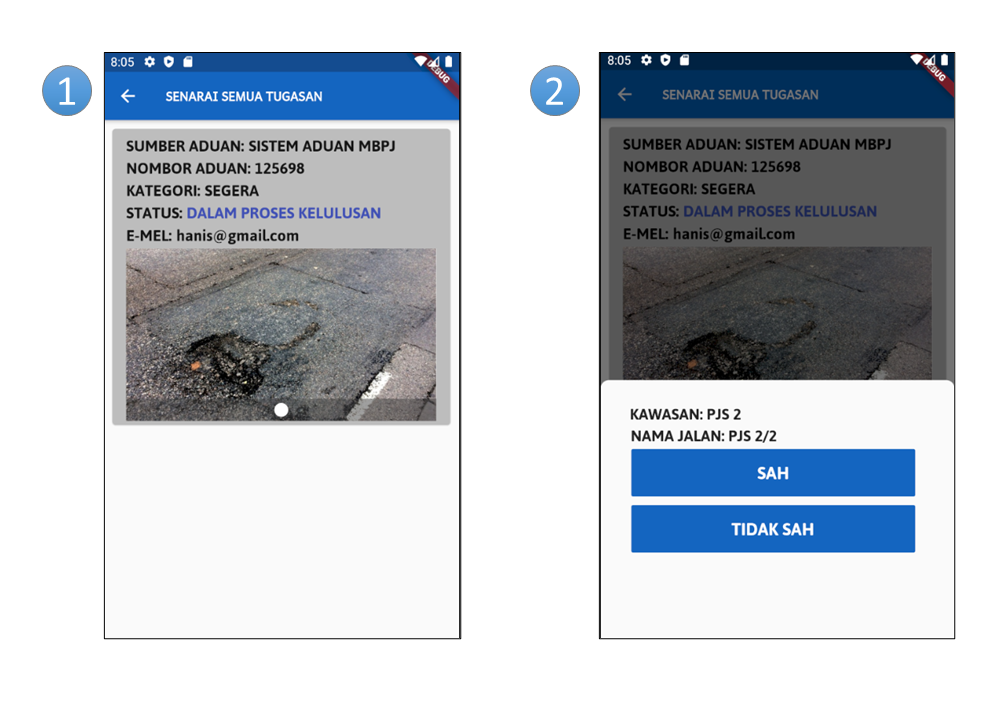 1
8:05
DEBUG
SENARAI SEMUA TUGASAN
SUMBER ADUAN: SISTEM ADUAN MBPJ
NOMBOR ADUAN: 125698
KATEGORI: SEGERA
STATUS: DALAM PROSES KELULUSAN
E-MEL: hanis@gmail.com
2
8:05
DEBUG
SENARAI SEMUA TUGASAN
SUMBER ADUAN: SISTEM ADUAN MBPJ
NOMBOR ADUAN: 125698
KATEGORI: SEGERA
STATUS: DALAM PROSES KELULUSAN
E-MEL: hanis@gmail.com
KAWASAN: PJS 2
NAMA JALAN: PJS 2/2
SAH
TIDAK SAH